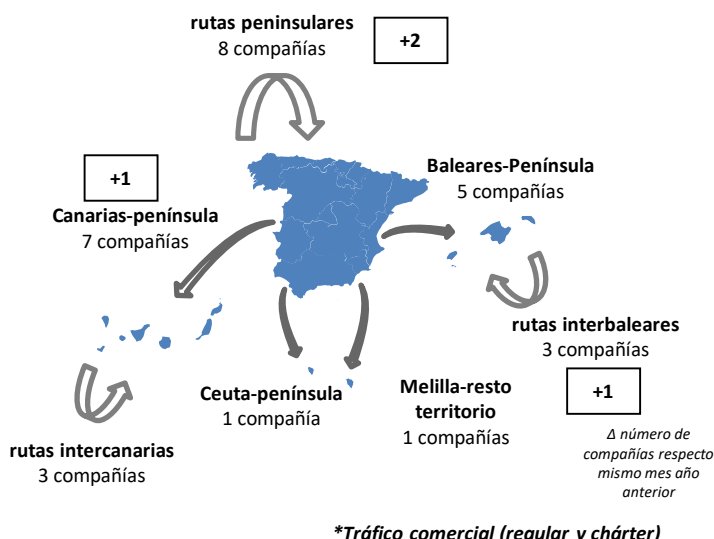 rutas peninsulares
8 compañías
+2
+1
Canarias-península
7 compañías
Baleares-Península
5 compañías
rutas interbaleares
3 compañías
+1
Ceuta-península
1 compañía
Melilla-resto
territorio
1 compañías
rutas intercanarias
3 compañías
Δ número de
compañías respecto
mismo mes año
anterior
*Tráfico comercial (regular y chárter)